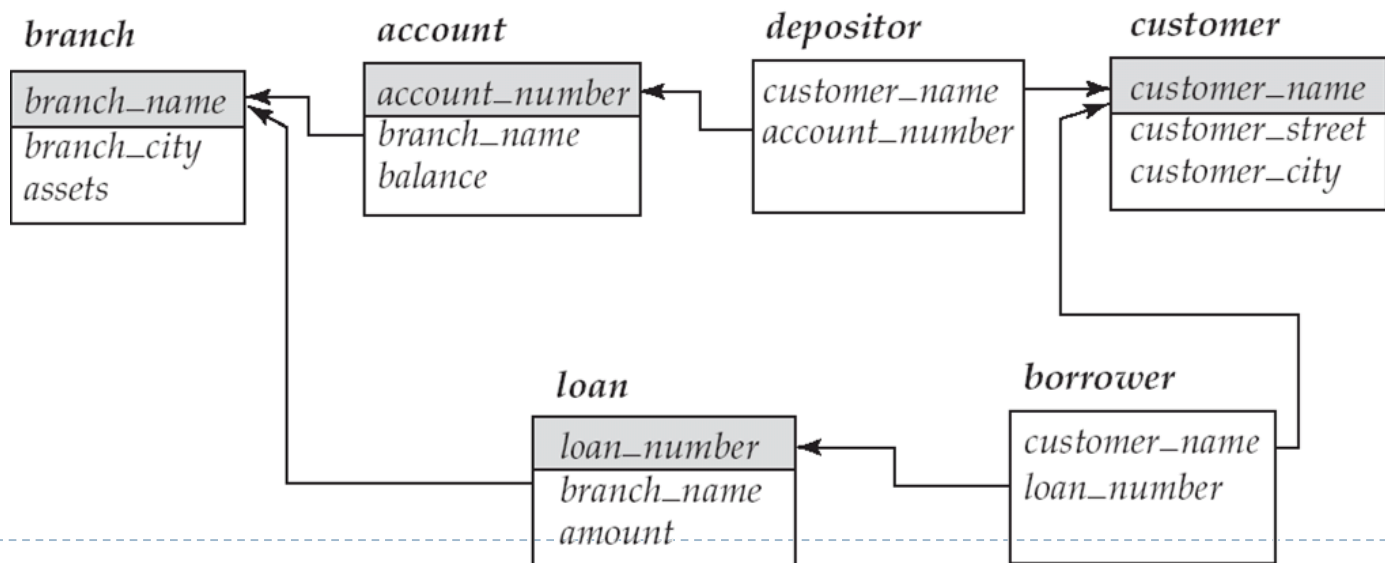 branch
branch_name
branch_city
assets
account
account_number
branch_name
balance
depositor
customer_name
account_number
customer
customer_name
customer_street
customer_city
loan
loan_number
branch_name
amount
borrower
customer_name
loan_number